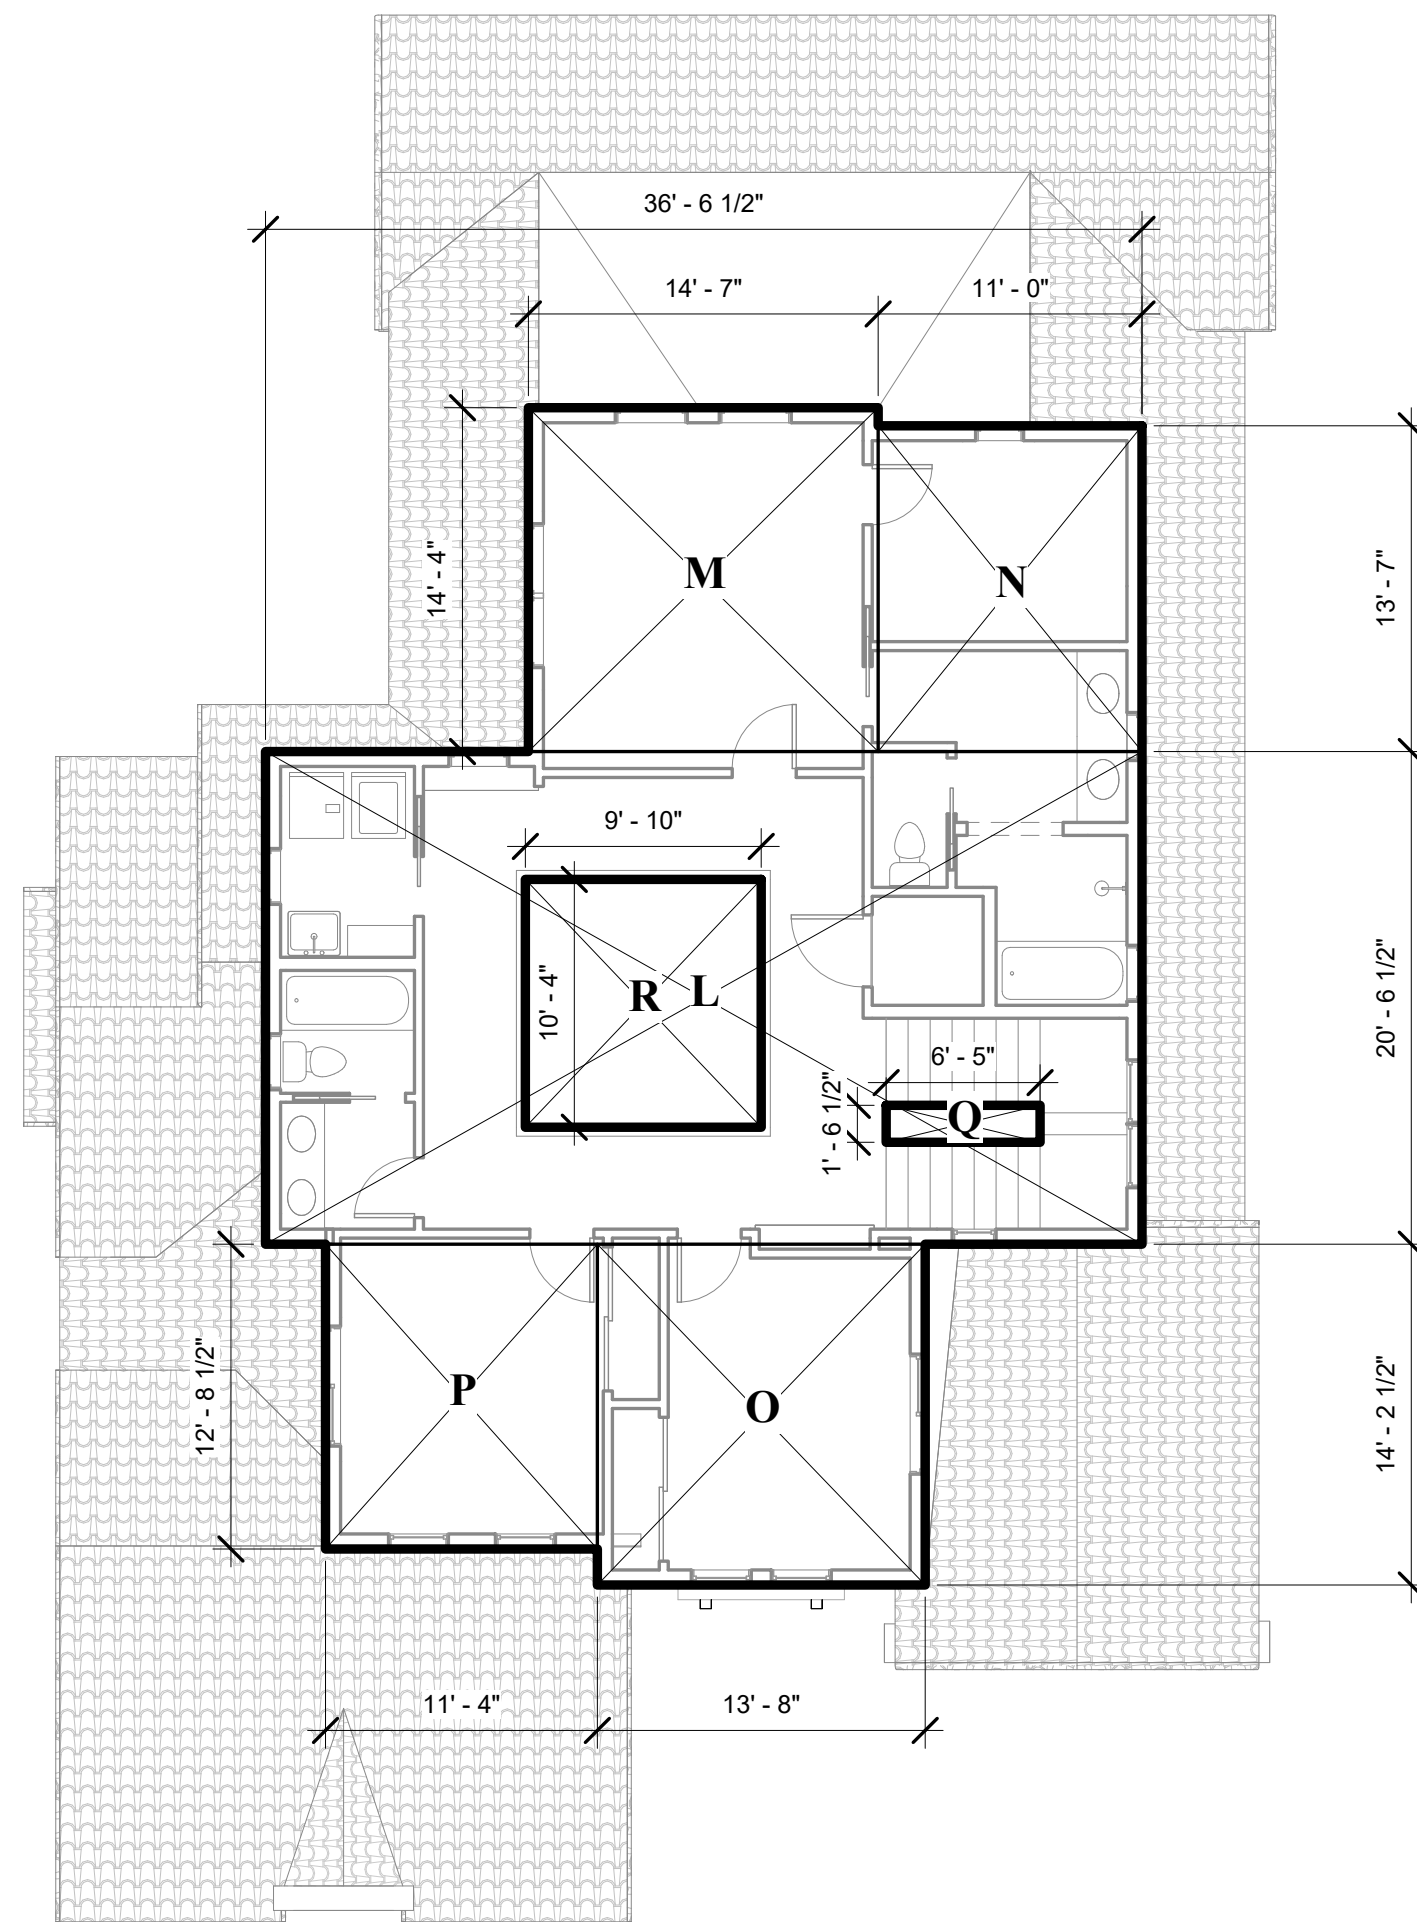 36' - 6 1/2"
14' - 7"
11' - 0"
14' - 4"
M
N
13' - 7"
9' - 10"
10' - 4"
R
L
20' - 6 1/2"
6' - 5"
1' - 6 1/2"
Q
12' - 8 1/2"
P
O
14' - 2 1/2"
11' - 4"
13' - 8"